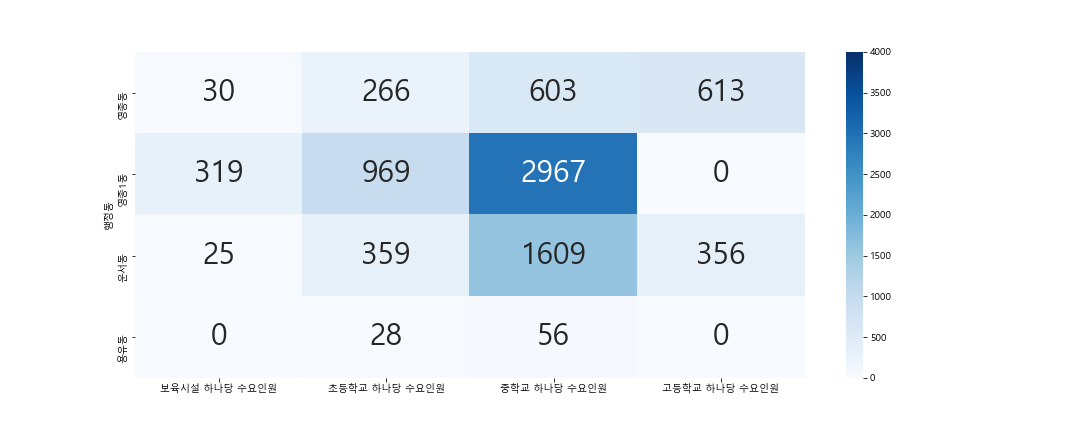 행정동
영종동 30 266 603 613
영종1동 319 969 2967 0
운서동 25 359 1609 356
용유동 0 28 56 0
보육시설 하나당 수요인원 초등학교 하나당 수요인원 중학교 하나당 수요인원 고등학교 하나당 수요인원
4000
3500
3000
2500
2000
1500
1000
500
0